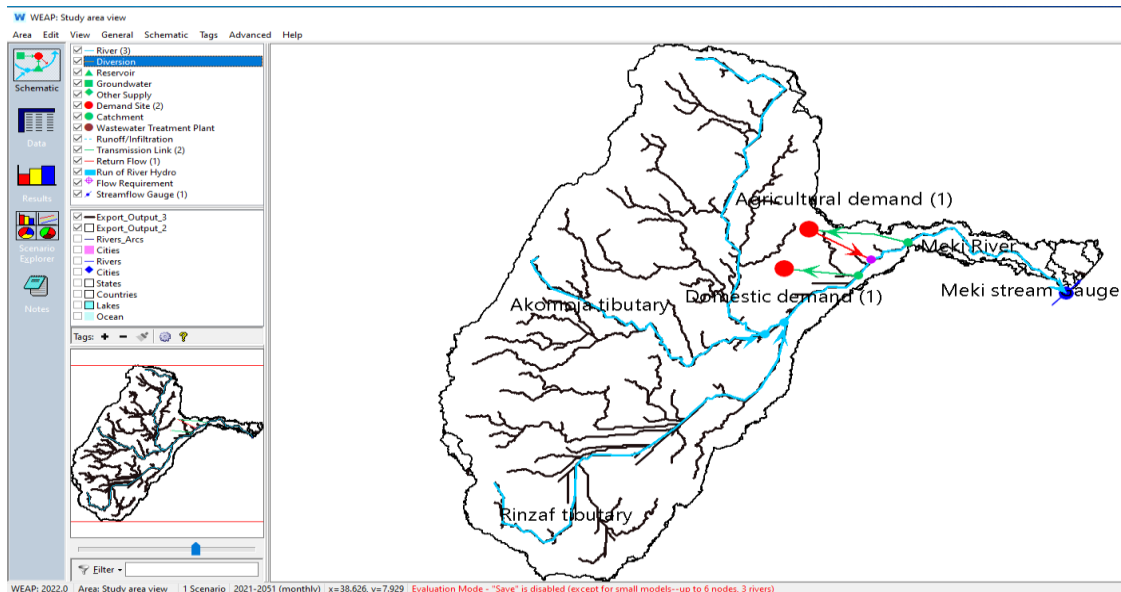 WEAP: Study area view
Area Edit View General Schematic Tags Advanced Help
Schematic
Data
Results
Scenario
Explorer
Notes
River (3)
Diversion
Reservoir
Groundwater
Other Supply
Demand Site (2)
Catchment
Wastewater Treatment Plant
Runoff/Infiltration
Transmission Link (2)
Return Flow (1)
Run of River Hydro
Flow Requirement
Streamflow Gauge (1)
Export_Output_3
Export_Output_2
Rivers_Arcs
Cities
Rivers
Cities
States
Countries
Lakes
Ocean
Tags:
Filter
Agricultural demand (1)
Meki River
Meki stream Gauge
Domestic demand (1)
Akomoja tibutary
Rinzaf tibutary
WEAP: 2022.0 Area: Study area view 1 Scenario 2021-2051 (monthly) x=38.626, y=7.929 Evaluation Mode - "Save" is disabled (except for small models--up to 6 nodes, 3 rivers)